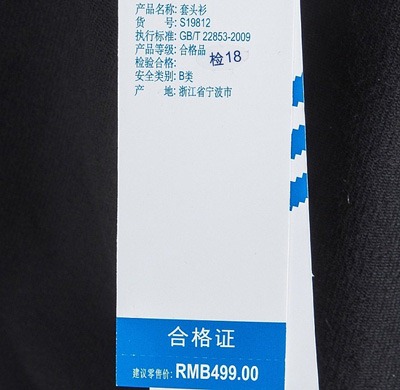 产品名称: 套头衫
货 号: S19812
执行标准: GB/T 22853-2009
产品等级: 合格品
检验合格: 检18
安全类别: B类
产 地: 浙江省宁波市
合格证
建议零售价: RMB499.00